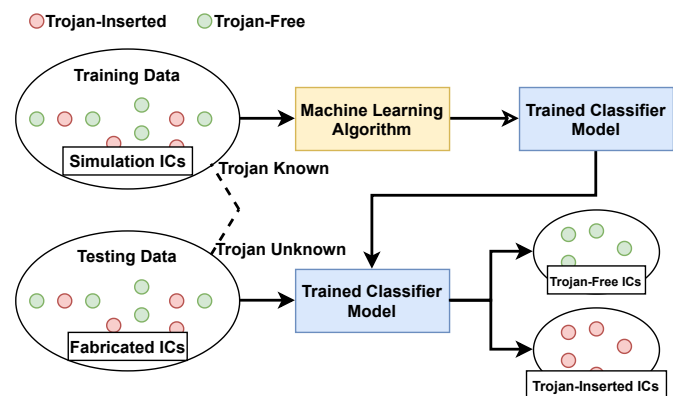 Trojan-Inserted
Trojan-Free
Training Data
Simulation ICs
Machine Learning
Algorithm
Trained Classifier
Model
Trojan Known
Trojan Unknown
Testing Data
Fabricated ICs
Trained Classifier
Model
Trojan-Free ICs
Trojan-Inserted ICs